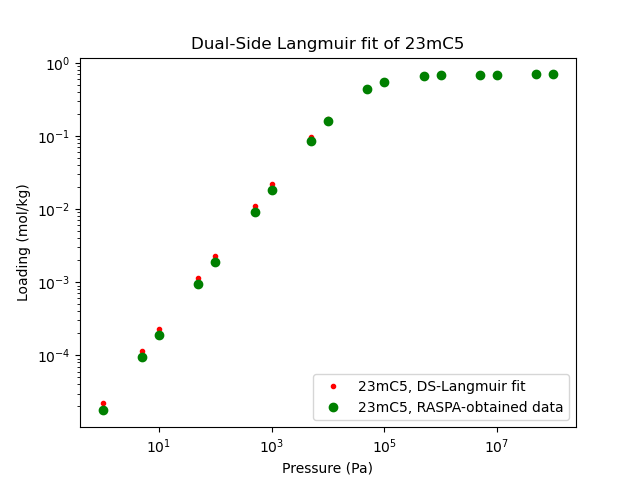 Dual-Side Langmuir fit of 23mC5
Loading (mol/kg)
10⁰
10⁻¹
10⁻²
10⁻³
10⁻⁴
10¹ 10³ 10⁵ 10⁷
Pressure (Pa)
23mC5, DS-Langmuir fit
23mC5, RASPA-obtained data